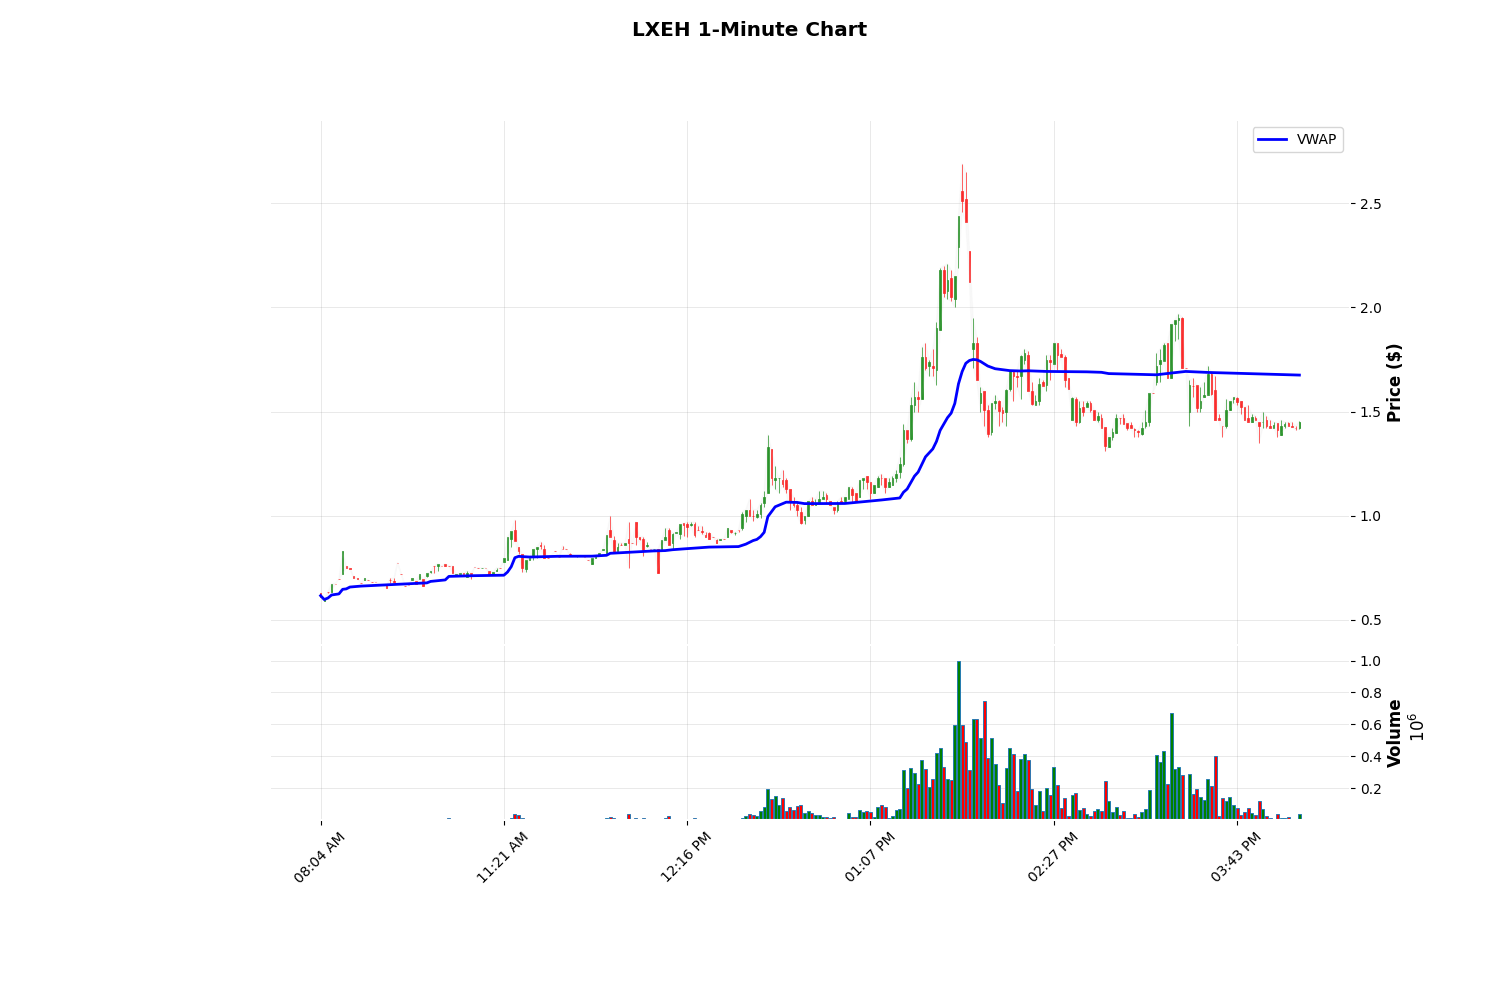 LXEH 1-Minute Chart
VWAP
2.5
2.0
1.5
1.0
0.5
Price ($)
1.0
0.8
0.6
0.4
0.2
Volume
10^6
08:04 AM
11:21 AM
12:16 PM
01:07 PM
02:27 PM
03:43 PM